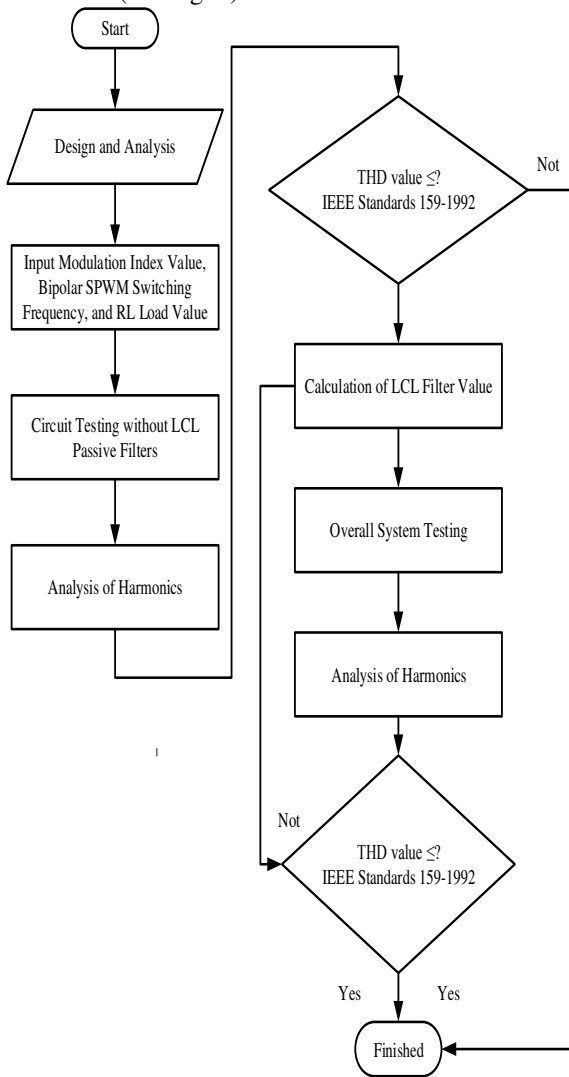 Start
Design and Analysis
Input Modulation Index Value,
Bipolar SPWM Switching
Frequency, and RL Load Value
Circuit Testing without LCL
Passive Filters
Analysis of Harmonics
THD value ≤?
IEEE Standards 159-1992
Not
Calculation of LCL Filter Value
Overall System Testing
Analysis of Harmonics
Not
THD value ≤?
IEEE Standards 159-1992
Yes
Yes
Finished